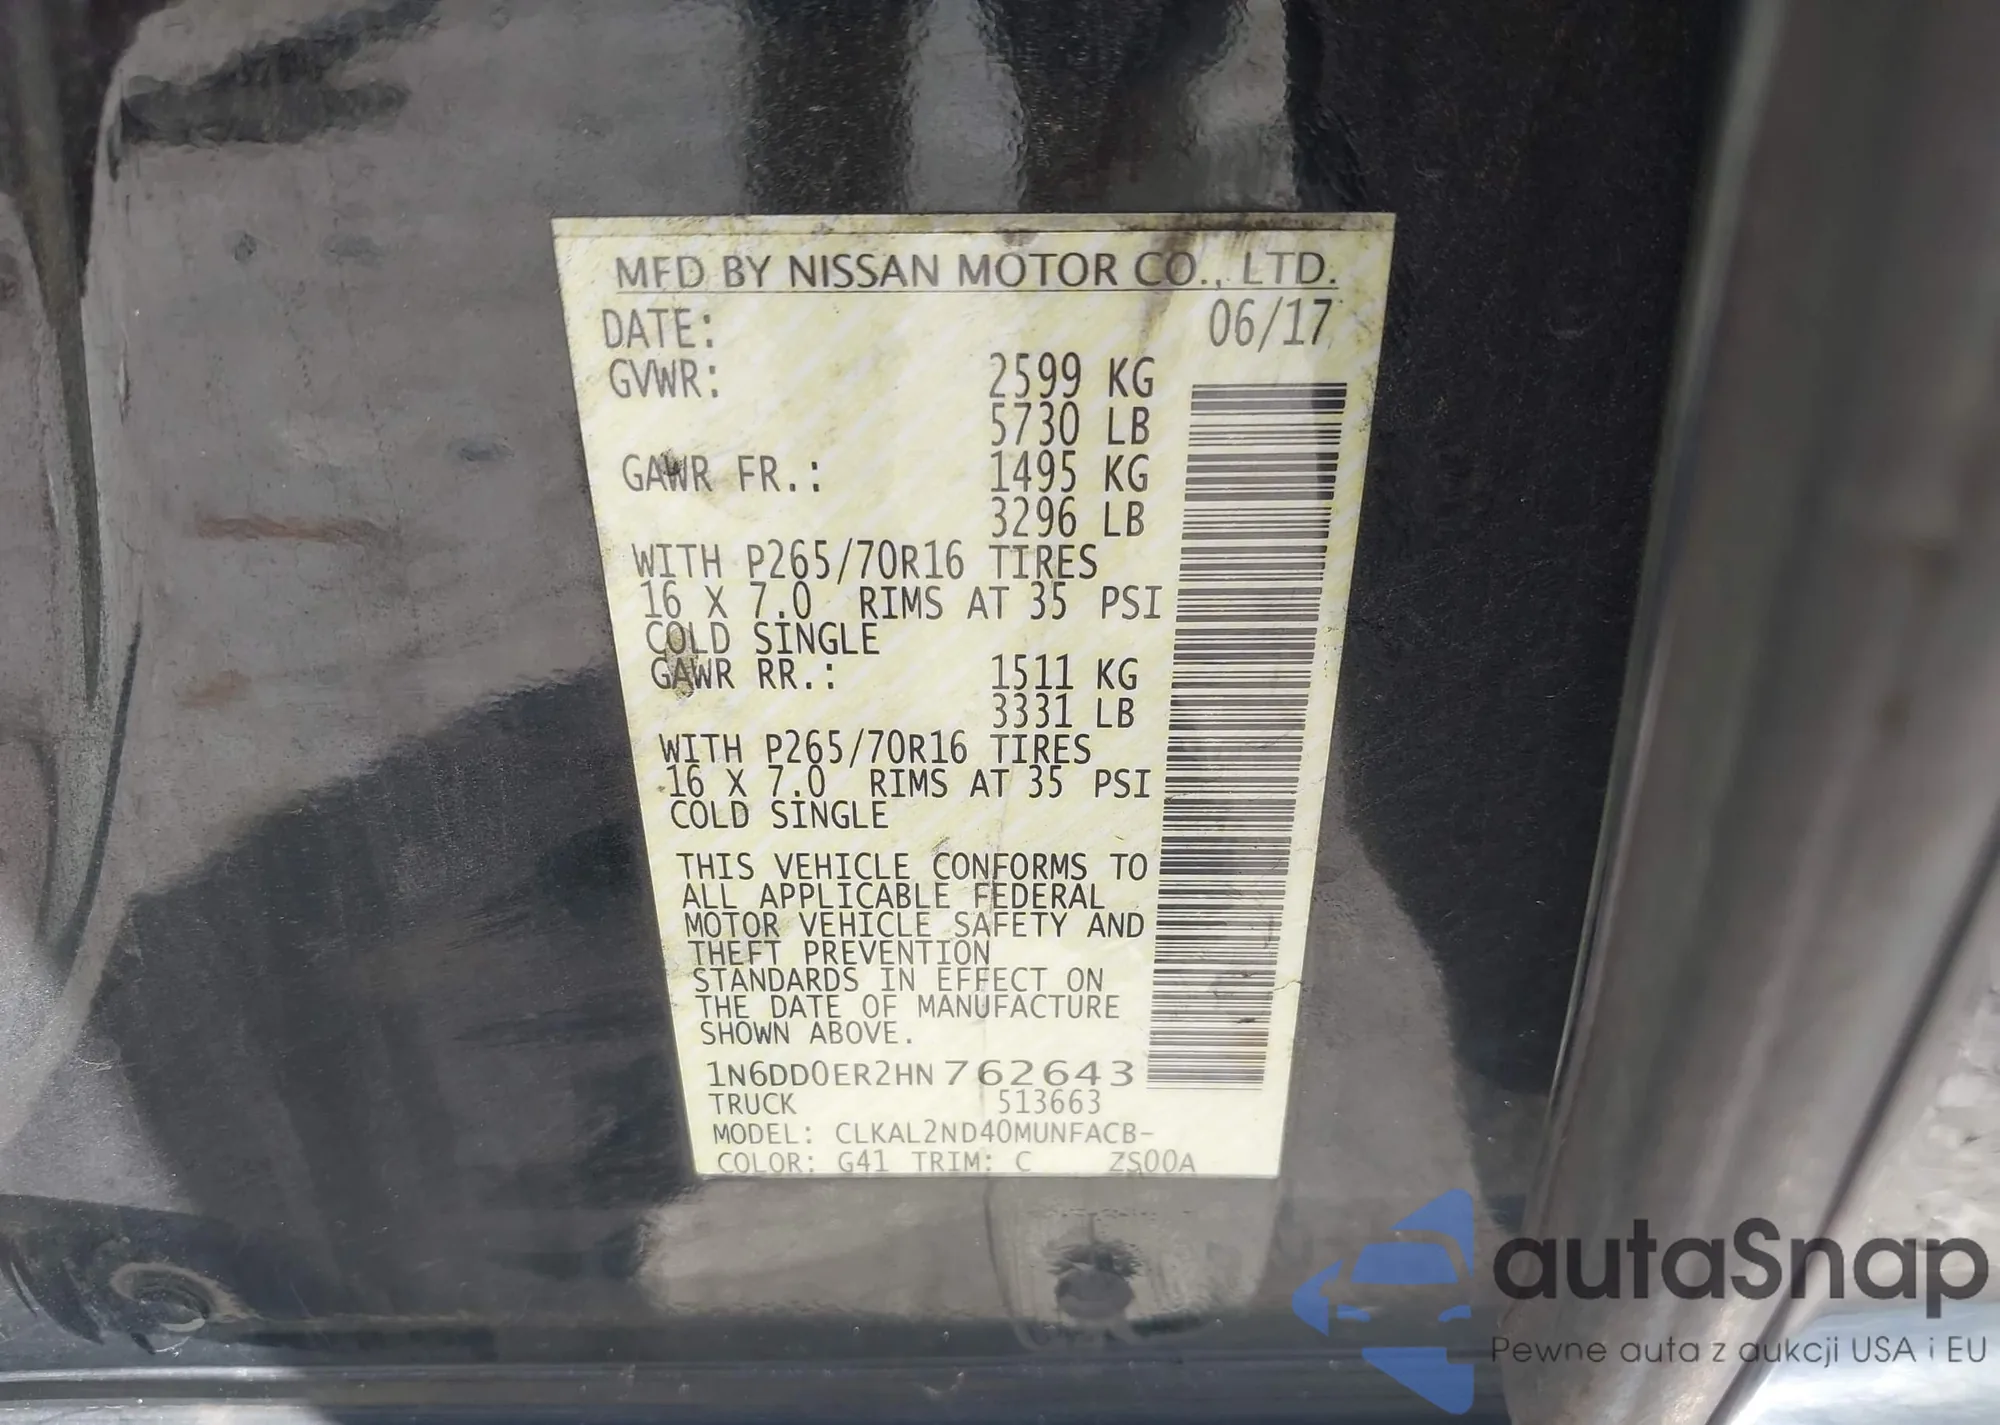 MFD BY NISSAN MOTOR CO., LTD.
DATE: 06/17
GVWR: 2599 KG
5730 LB
GAWR FR.: 1495 KG
3296 LB
WITH P265/70R16 TIRES
16 X 7.0 RIMS AT 35 PSI
COLD SINGLE
GAWR RR.: 1511 KG
3331 LB
WITH P265/70R16 TIRES
16 X 7.0 RIMS AT 35 PSI
COLD SINGLE
THIS VEHICLE CONFORMS TO
ALL APPLICABLE FEDERAL
MOTOR VEHICLE SAFETY AND
THEFT PREVENTION
STANDARDS IN EFFECT ON
THE DATE OF MANUFACTURE
SHOWN ABOVE.
1N6DD0ER2HN762643
TRUCK 513663
MODEL: CLKAL2ND40MUNFACB-
COLOR: G41 TRIM: C ZS00A
autaSnap
Pewne auta z aukcji USA i EU